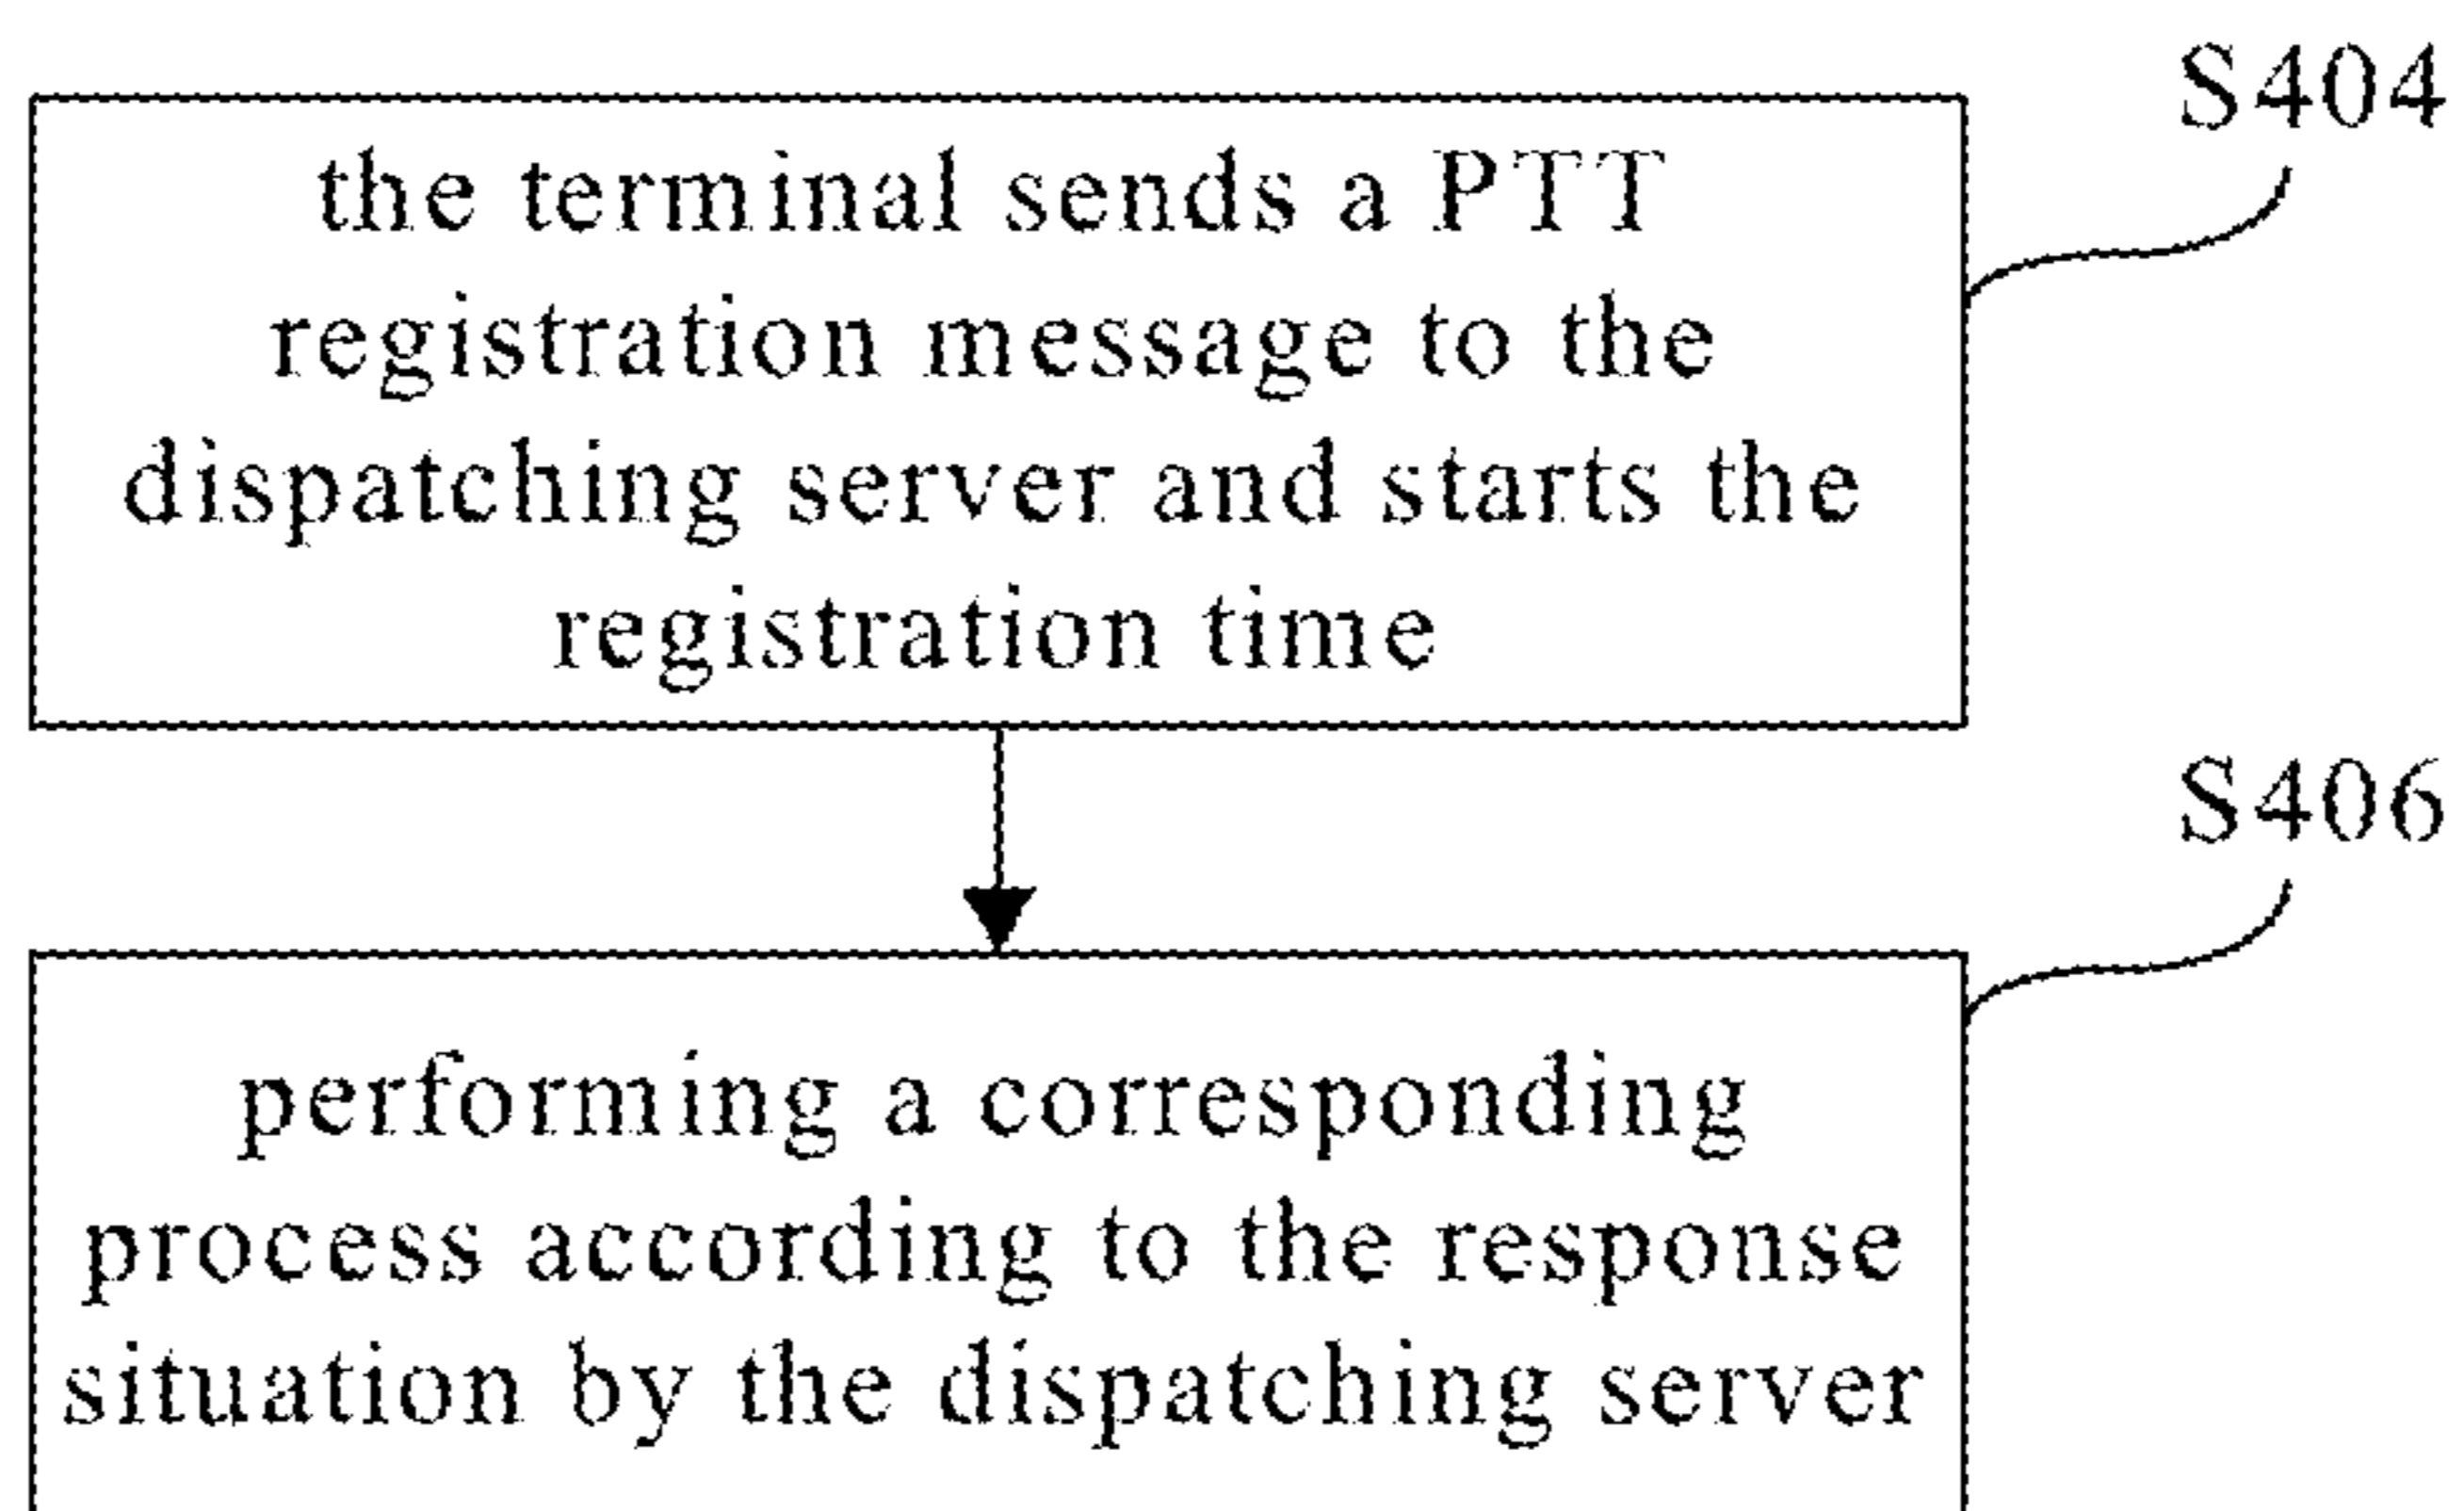 S404
the terminal sends a PTT
registration message to the
dispatching server and starts the
registration time
S406
performing a corresponding
process according to the response
situation by the dispatching server